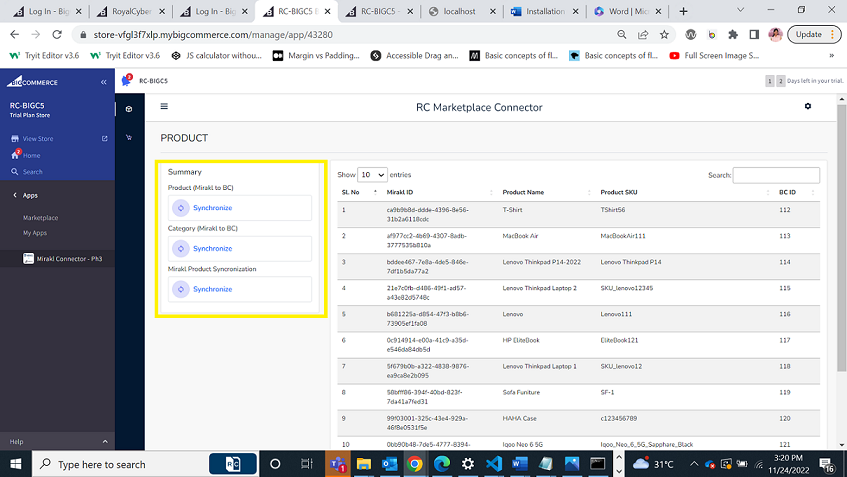 Log In - Big
RoyalCyber
Log In - Big
RC-BIGC5 B
RC-BIGC5 -
localhost
Installation
Word | Mic
store-vfgl3f7xlp.mybigcommerce.com/manage/app/43280
Update
Tryit Editor v3.6
Tryit Editor v3.6
JS calculator withou...
Margin vs Padding...
Accessible Drag an...
Basic concepts of fl...
Basic concepts of fl...
Full Screen Image S...
BIGCOMMERCE
3
RC-BIGC5
1 2 Days left in your trial.
RC-BIGC5
Trial Plan Store
View Store
2
Home
Search
Apps
Marketplace
My Apps
Mirakl Connector - Ph3
Help
RC Marketplace Connector
PRODUCT
Summary
Product (Mirakl to BC)
Synchronize
Category (Mirakl to BC)
Synchronize
Mirakl Product Syncronization
Synchronize
Show 10 entries
Search:
Sl. No Mirakl ID Product Name Product SKU BC ID
1 ca9b9b8d-ddde-4396-8e56-31b2a6118cdc T-Shirt TShirt56 112
2 af977cc2-4b69-4307-8adb-3777535b810a MacBook Air MacBookAir111 113
3 bddee467-7e8a-4de5-846e-7df1b5da77a2 Lenovo Thinkpad P14-2022 Lenovo Thinkpad P14 114
4 21e7c0fb-d486-49f1-ad57-a43e82d5748c Lenovo Thinkpad Laptop 2 SKU_lenovo12345 115
5 b681225a-d854-47f3-b8b6-73905ef1fa08 Lenovo Lenovo111 116
6 0c914914-e00a-41c9-a35d-e546da84db5d HP EliteBook EliteBook121 117
7 5f679b0b-a322-4838-9876-ea9ca8e2b095 Lenovo Thinkpad Laptop 1 SKU_lenovo12 118
8 58bfff86-394f-40bd-823f-7da41a7fed31 Sofa Funiture SF-1 119
9 99f03001-325c-43e4-929a-46f8e0531f5e HAHA Case c123456789 120
10 0bb90b48-7de5-4777-8394- Iqoo Neo 6 5G Iqoo_Neo_6_5G_Sapphare_Black 121
Type here to search
1
31°C
3:20 PM
11/24/2022
16